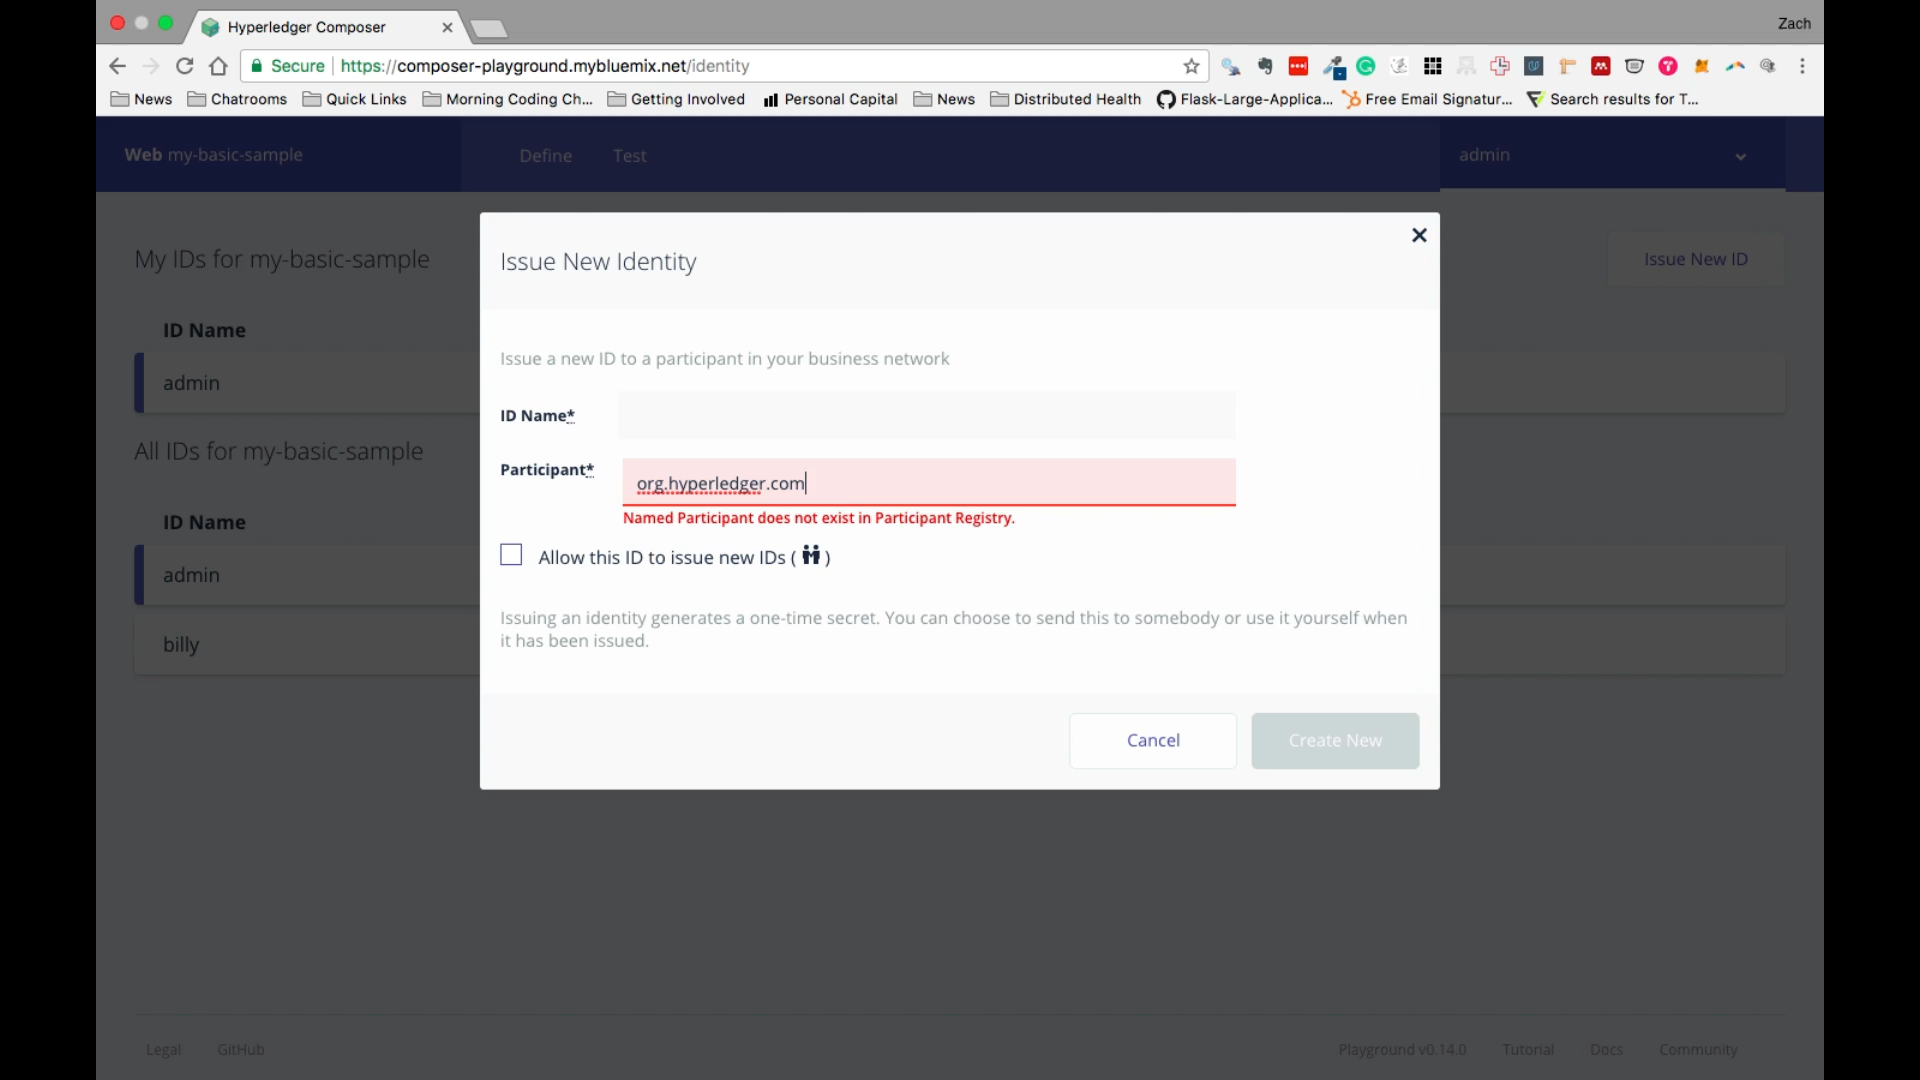 Hyperledger Composer
Zach
Secure https://composer-playground.mybluemix.net/identity
News Chatrooms Quick Links Morning Coding Ch... Getting Involved Personal Capital News Distributed Health Flask-Large-Applica... Free Email Signatur... Search results for T...
Web my-basic-sample Define Test admin
Issue New Identity
My IDs for my-basic-sample
Issue New ID
ID Name
admin
All IDs for my-basic-sample
ID Name
admin
billy
Issue a new ID to a participant in your business network
ID Name*
Participant* org.hyperledger.com
Named Participant does not exist in Participant Registry.
Allow this ID to issue new IDs ( )
Issuing an identity generates a one-time secret. You can choose to send this to somebody or use it yourself when
it has been issued.
Cancel Create New
Legal GitHub Playground v0.14.0 Tutorial Docs Community